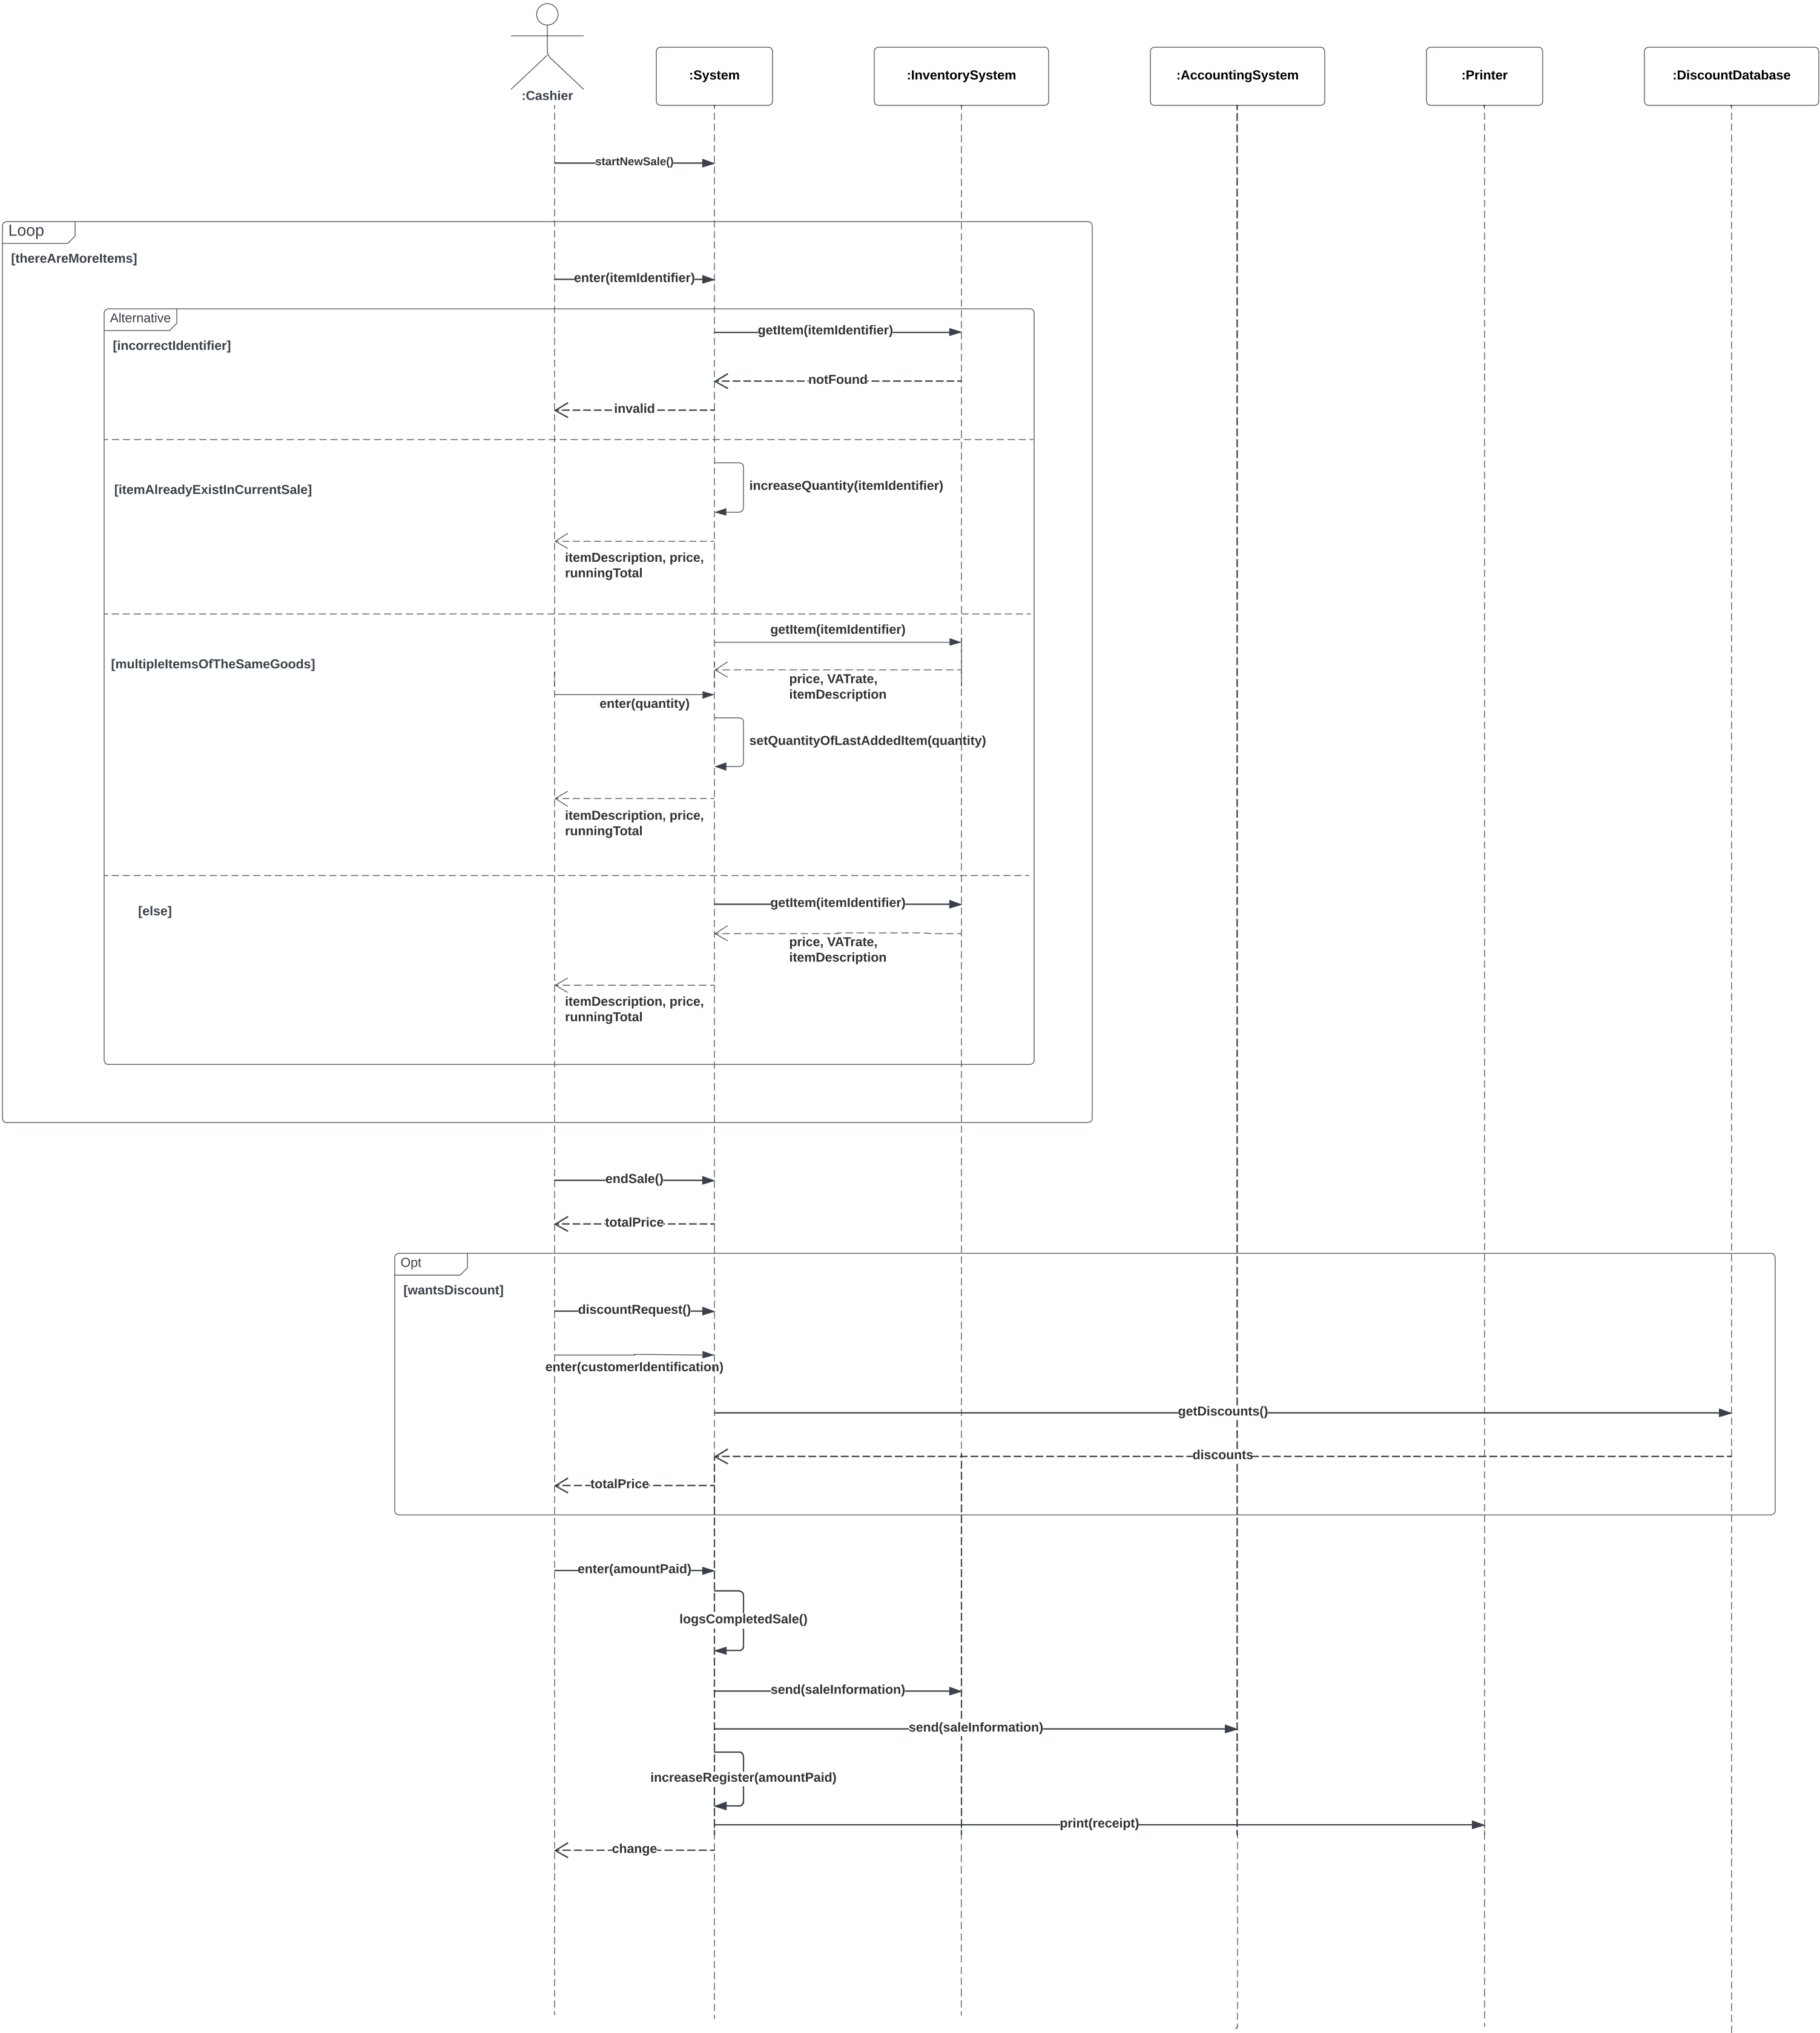 :Cashier
:System
:InventorySystem
:AccountingSystem
:Printer
:DiscountDatabase
startNewSale()
Loop
[thereAreMoreItems]
enter(itemIdentifier)
Alternative
getItem(itemIdentifier)
[incorrectIdentifier]
notFound
invalid
increaseQuantity(itemIdentifier)
[itemAlreadyExistInCurrentSale]
itemDescription, price,
runningTotal
getItem(itemIdentifier)
[multipleItemsOfTheSameGoods]
price, VATrate,
itemDescription
enter(quantity)
setQuantityOfLastAddedItem(quantity)
itemDescription, price,
runningTotal
getItem(itemIdentifier)
[else]
price, VATrate,
itemDescription
itemDescription, price,
runningTotal
endSale()
totalPrice
Opt
[wantsDiscount]
discountRequest()
enter(customerIdentification)
getDiscounts()
discounts
totalPrice
enter(amountPaid)
logsCompletedSale()
send(saleInformation)
send(saleInformation)
increaseRegister(amountPaid)
print(receipt)
change